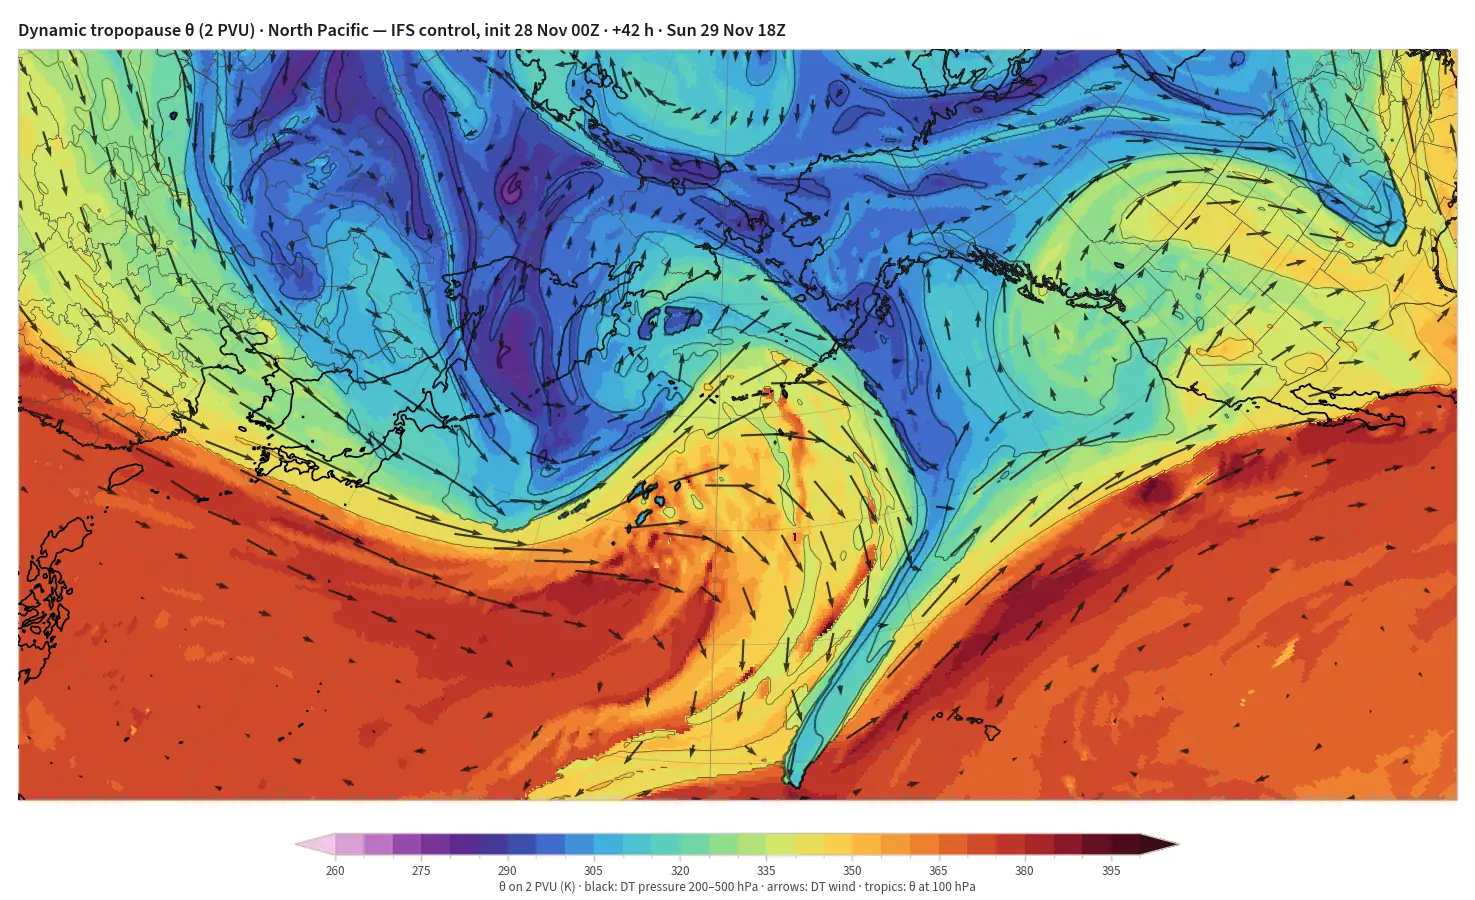 Dynamic tropopause θ (2 PVU) · North Pacific — IFS control, init 28 Nov 00Z · +42 h · Sun 29 Nov 18Z
260 275 290 305 320 335 350 365 380 395
θ on 2 PVU (K) · black: DT pressure 200–500 hPa · arrows: DT wind · tropics: θ at 100 hPa